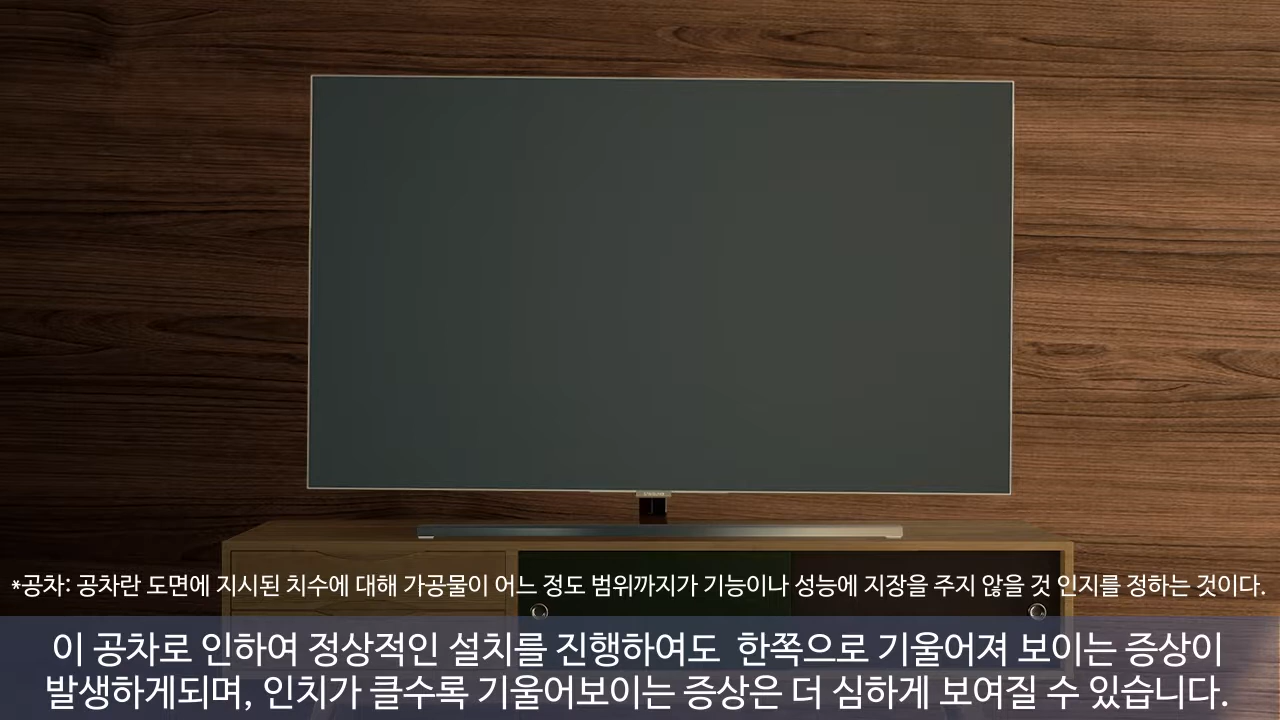 *공차: 공차란 도면에 지시된 치수에 대해 가공물이 어느 정도 범위까지가 기능이나 성능에 지장을 주지 않을 것 인지를 정하는 것이다.
이 공차로 인하여 정상적인 설치를 진행하여도 한쪽으로 기울어져 보이는 증상이
발생하게되며, 인치가 클수록 기울어보이는 증상은 더 심하게 보여질 수 있습니다.